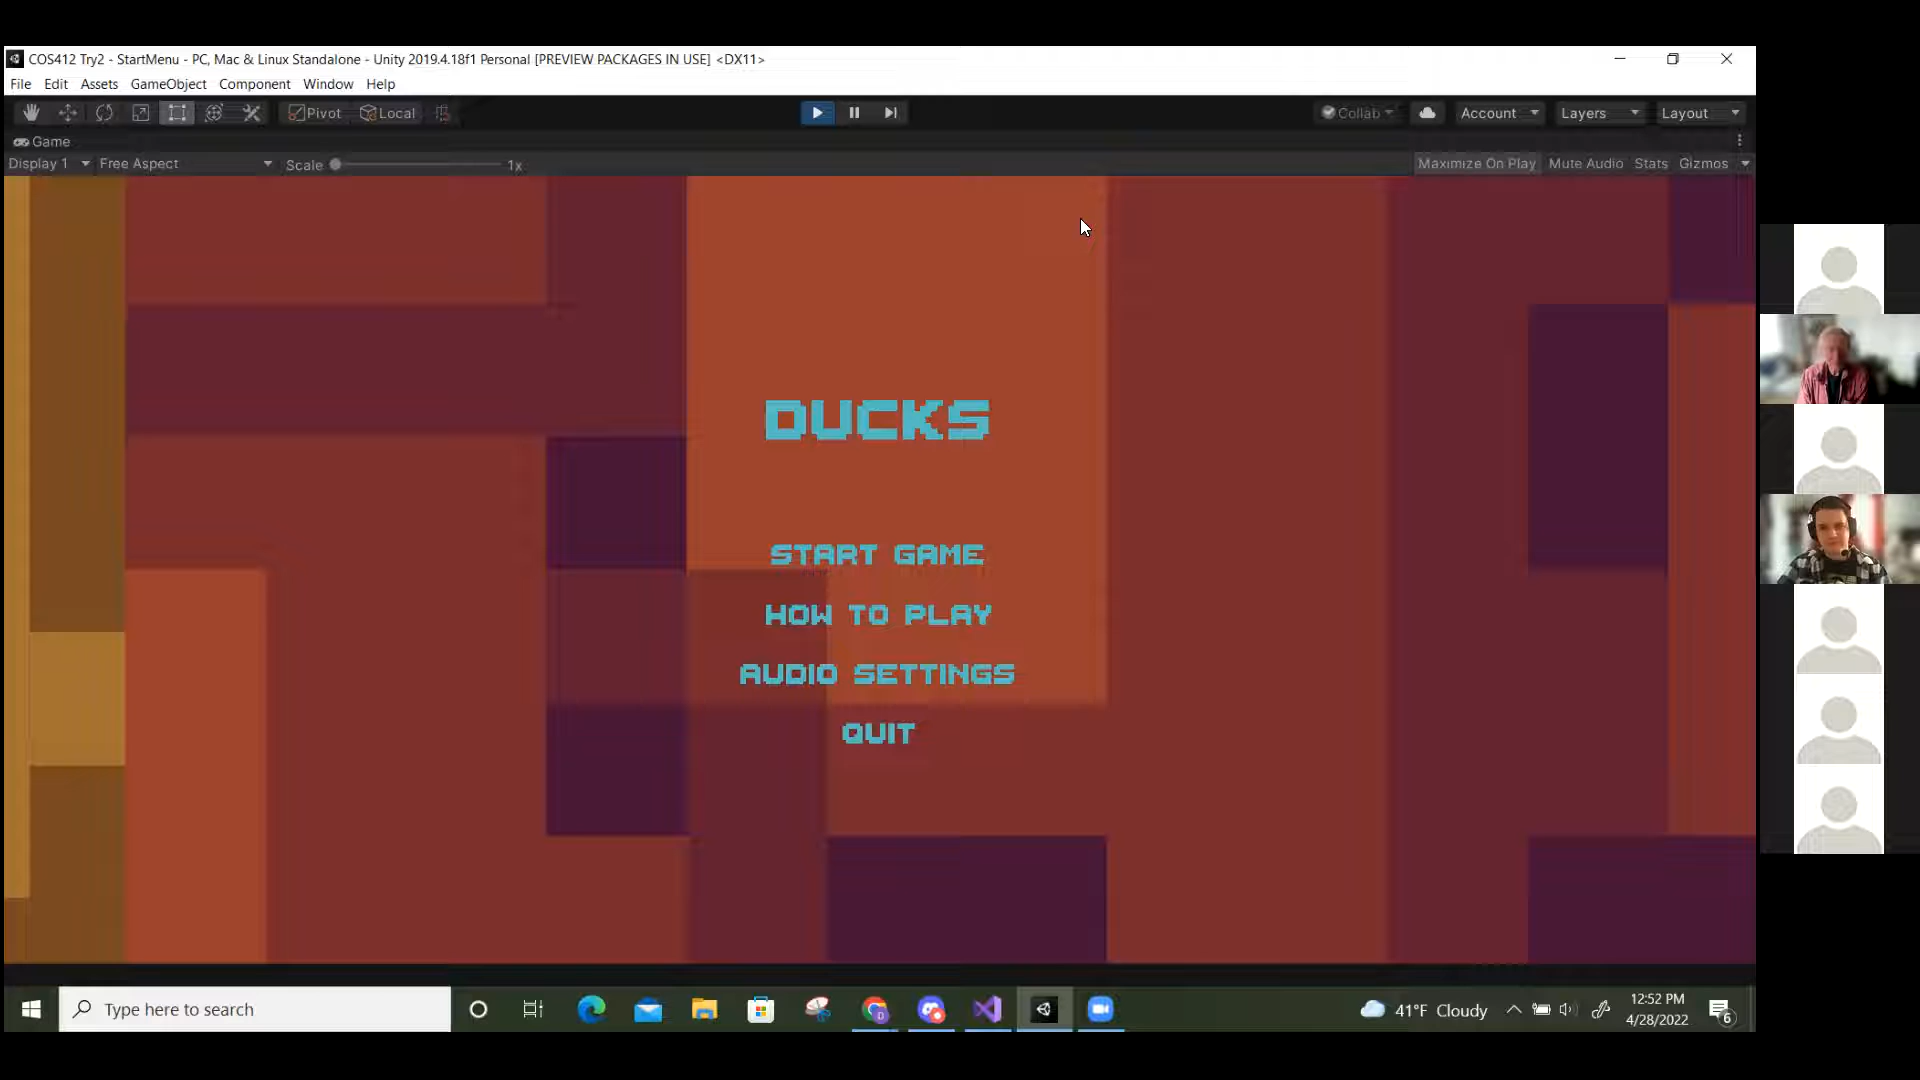 COS412 Try2 - StartMenu - PC, Mac & Linux Standalone - Unity 2019.4.18f1 Personal [PREVIEW PACKAGES IN USE] <DX11>
File Edit Assets GameObject Component Window Help
Pivot Local Collab Account Layers Layout
Game
Display 1 Free Aspect Scale 1x Maximize On Play Mute Audio Stats Gizmos
DUCKS
START GAME
HOW TO PLAY
AUDIO SETTINGS
QUIT
Type here to search
41°F Cloudy
12:52 PM
4/28/2022
6